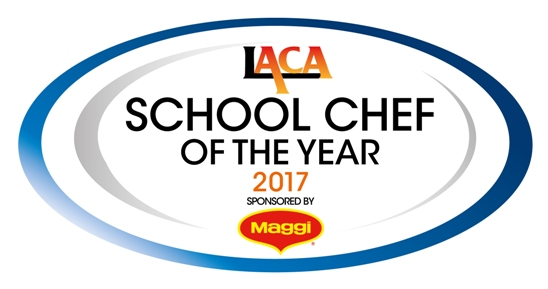 LACA
SCHOOL CHEF
OF THE YEAR
2017
SPONSORED BY
Maggi®